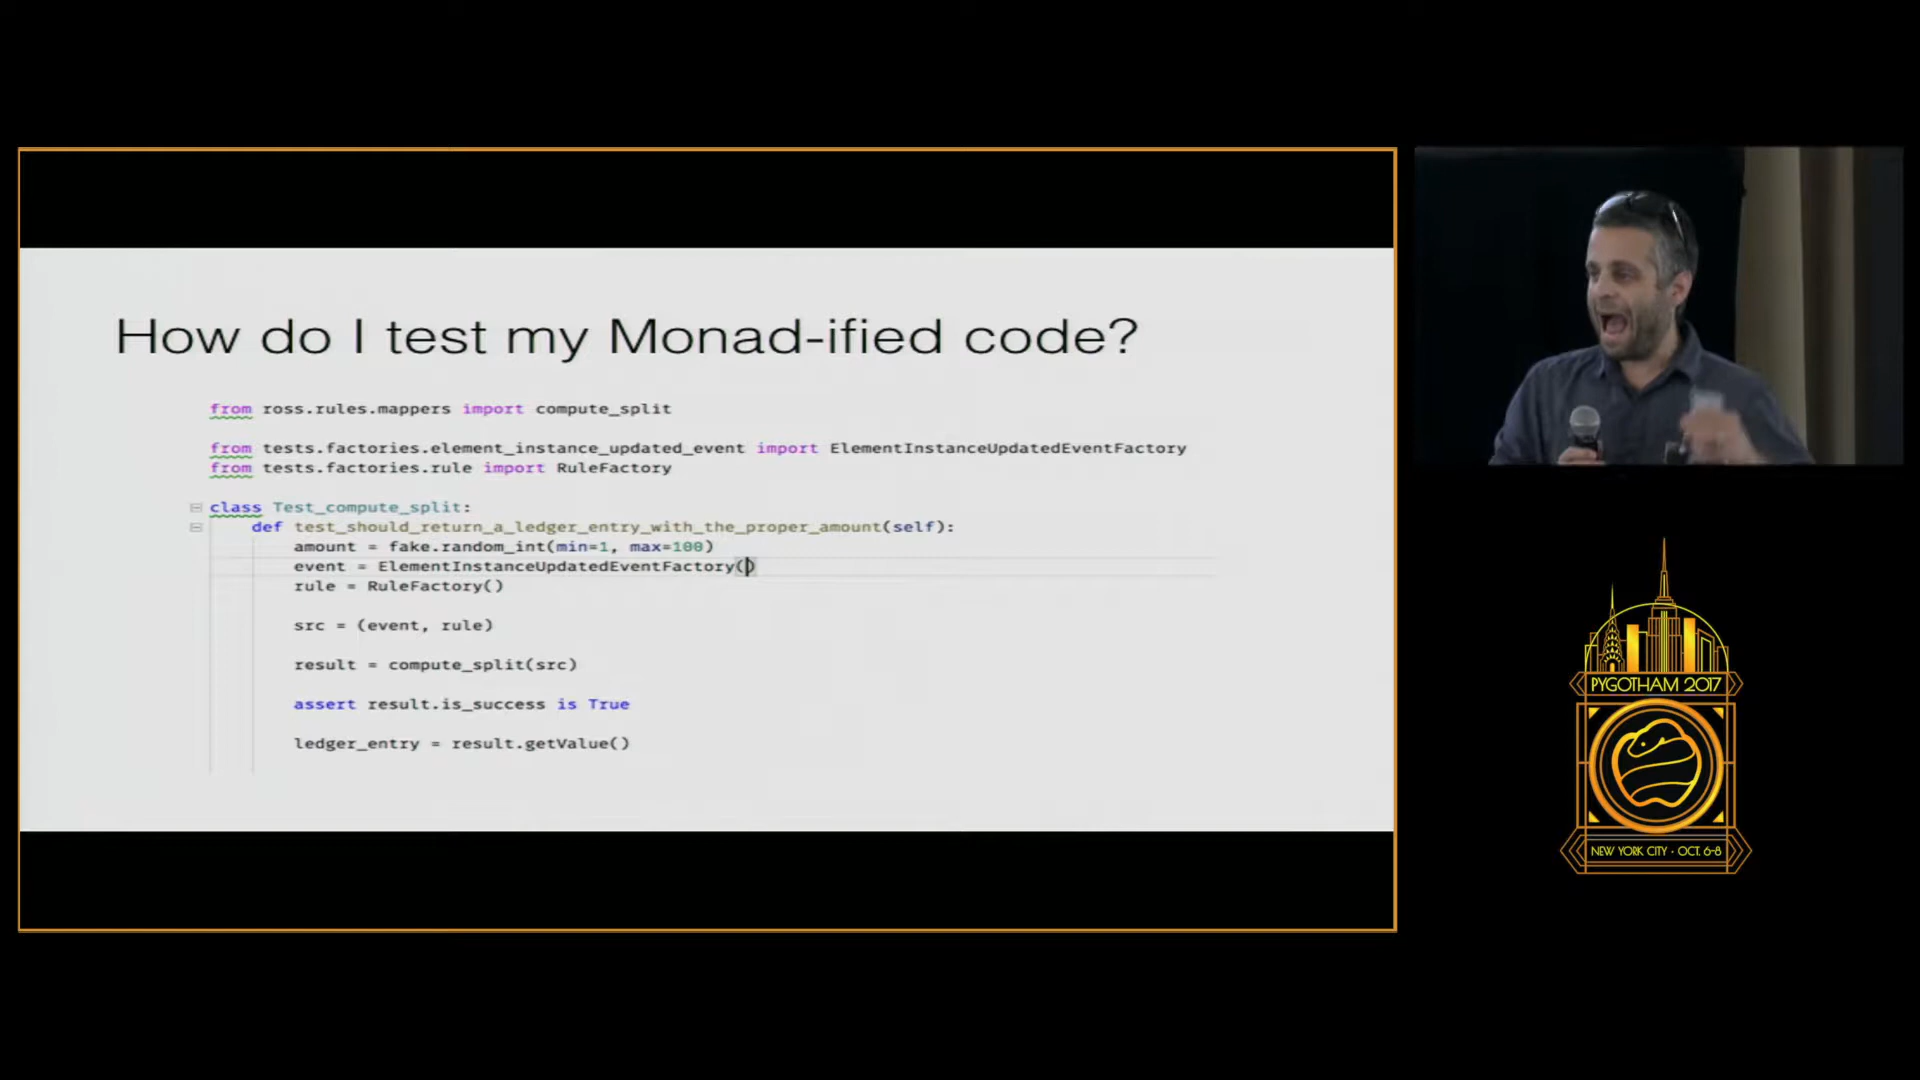 How do I test my Monad-ified code?
from ross.rules.mappers import compute_split
from tests.factories.element_instance_updated_event import ElementInstanceUpdatedEventFactory
from tests.factories.rule import RuleFactory
class Test_compute_split:
def test_should_return_a_ledger_entry_with_the_proper_amount(self):
amount = fake.random_int(min=1, max=100)
event = ElementInstanceUpdatedEventFactory()
rule = RuleFactory()
src = (event, rule)
result = compute_split(src)
assert result.is_success is True
ledger_entry = result.getValue()
PYGOTHAM 2017
NEW YORK CITY • OCT. 6-8